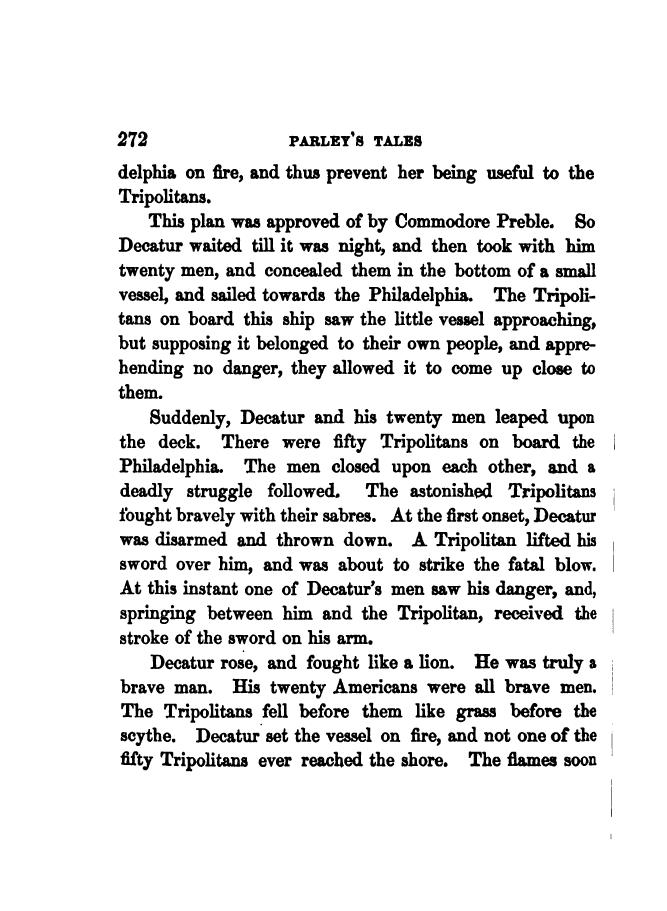 272 PARLEY'S TALES
delphia on fire, and thus prevent her being useful to the
Tripolitans.
This plan was approved of by Commodore Preble. So
Decatur waited till it was night, and then took with him
twenty men, and concealed them in the bottom of a small
vessel, and sailed towards the Philadelphia. The Tripoli-
tans on board this ship saw the little vessel approaching,
but supposing it belonged to their own people, and appre-
hending no danger, they allowed it to come up close to
them.
Suddenly, Decatur and his twenty men leaped upon
the deck. There were fifty Tripolitans on board the
Philadelphia. The men closed upon each other, and a
deadly struggle followed. The astonished Tripolitans
fought bravely with their sabres. At the first onset, Decatur
was disarmed and thrown down. A Tripolitan lifted his
sword over him, and was about to strike the fatal blow.
At this instant one of Decatur's men saw his danger, and,
springing between him and the Tripolitan, received the
stroke of the sword on his arm.
Decatur rose, and fought like a lion. He was truly a
brave man. His twenty Americans were all brave men.
The Tripolitans fell before them like grass before the
scythe. Decatur set the vessel on fire, and not one of the
fifty Tripolitans ever reached the shore. The flames soon